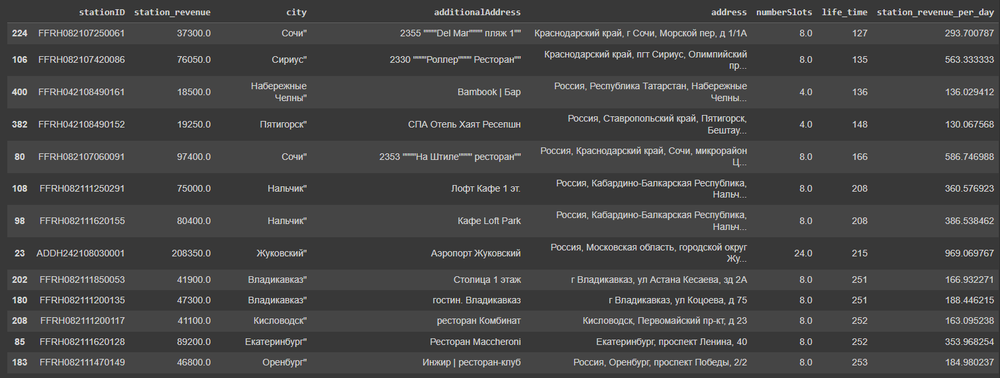 stationID station_revenue city additionalAddress address numberSlots life_time station_revenue_per_day
224 FFRH082107250061 37300.0 Сочи" 2355 """"Del Mar"""" пляж 1"" Краснодарский край, г Сочи, Морской пер, д 1/1А 8.0 127 293.700787
106 FFRH082107420086 76050.0 Сириус" 2330 """"Роллер"""" Ресторан"" Краснодарский край, пгт Сириус, Олимпийский
пр... 8.0 135 563.333333
400 FFRH042108490161 18500.0 Набережные
Челны" Bambook | Бар Россия, Республика Татарстан, Набережные
Челны... 4.0 136 136.029412
382 FFRH042108490152 19250.0 Пятигорск" СПА Отель Хаят Ресепшн Россия, Ставропольский край, Пятигорск,
Бештау... 4.0 148 130.067568
80 FFRH082107060091 97400.0 Сочи" 2353 """"На Штиле"""" ресторан"" Россия, Краснодарский край, Сочи, микрорайон
Ц... 8.0 166 586.746988
108 FFRH082111250291 75000.0 Нальчик" Лофт Кафе 1 эт. Россия, Кабардино-Балкарская Республика,
Нальч... 8.0 208 360.576923
98 FFRH082111620155 80400.0 Нальчик" Кафе Loft Park Россия, Кабардино-Балкарская Республика,
Нальч... 8.0 208 386.538462
23 ADDH242108030001 208350.0 Жуковский" Аэропорт Жуковский Россия, Московская область, городской округ
Жу... 24.0 215 969.069767
202 FFRH082111850053 41900.0 Владикавказ" Столица 1 этаж г Владикавказ, ул Астана Кесаева, зд 2А 8.0 251 166.932271
180 FFRH082111200135 47300.0 Владикавказ" гостин. Владикавказ г Владикавказ, ул Коцоева, д 75 8.0 251 188.446215
208 FFRH082111200117 41100.0 Кисловодск" ресторан Комбинат Кисловодск, Первомайский пр-кт, д 23 8.0 252 163.095238
85 FFRH082111620128 89200.0 Екатеринбург" Ресторан Maccheroni Екатеринбург, проспект Ленина, 40 8.0 252 353.968254
183 FFRH082111470149 46800.0 Оренбург" Инжир | ресторан-клуб Россия, Оренбург, проспект Победы, 2/2 8.0 253 184.980237